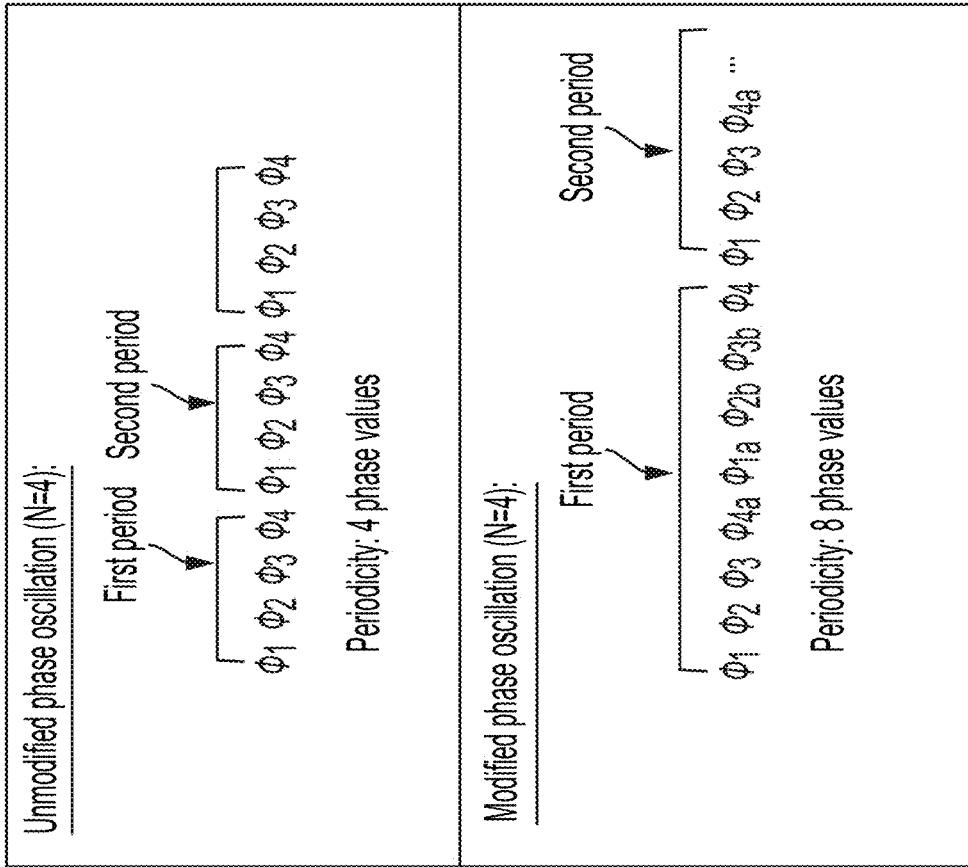 Unmodified phase oscillation (N=4):
First period Second period
Φ1 Φ2 Φ3 Φ4 Φ1 Φ2 Φ3 Φ4 Φ1 Φ2 Φ3 Φ4
Periodicity: 4 phase values
Modified phase oscillation (N=4):
First period Second period
Φ1 Φ2 Φ3 Φ4a Φ1a Φ2b Φ3b Φ4 Φ1 Φ2 Φ3 Φ4a ...
Periodicity: 8 phase values